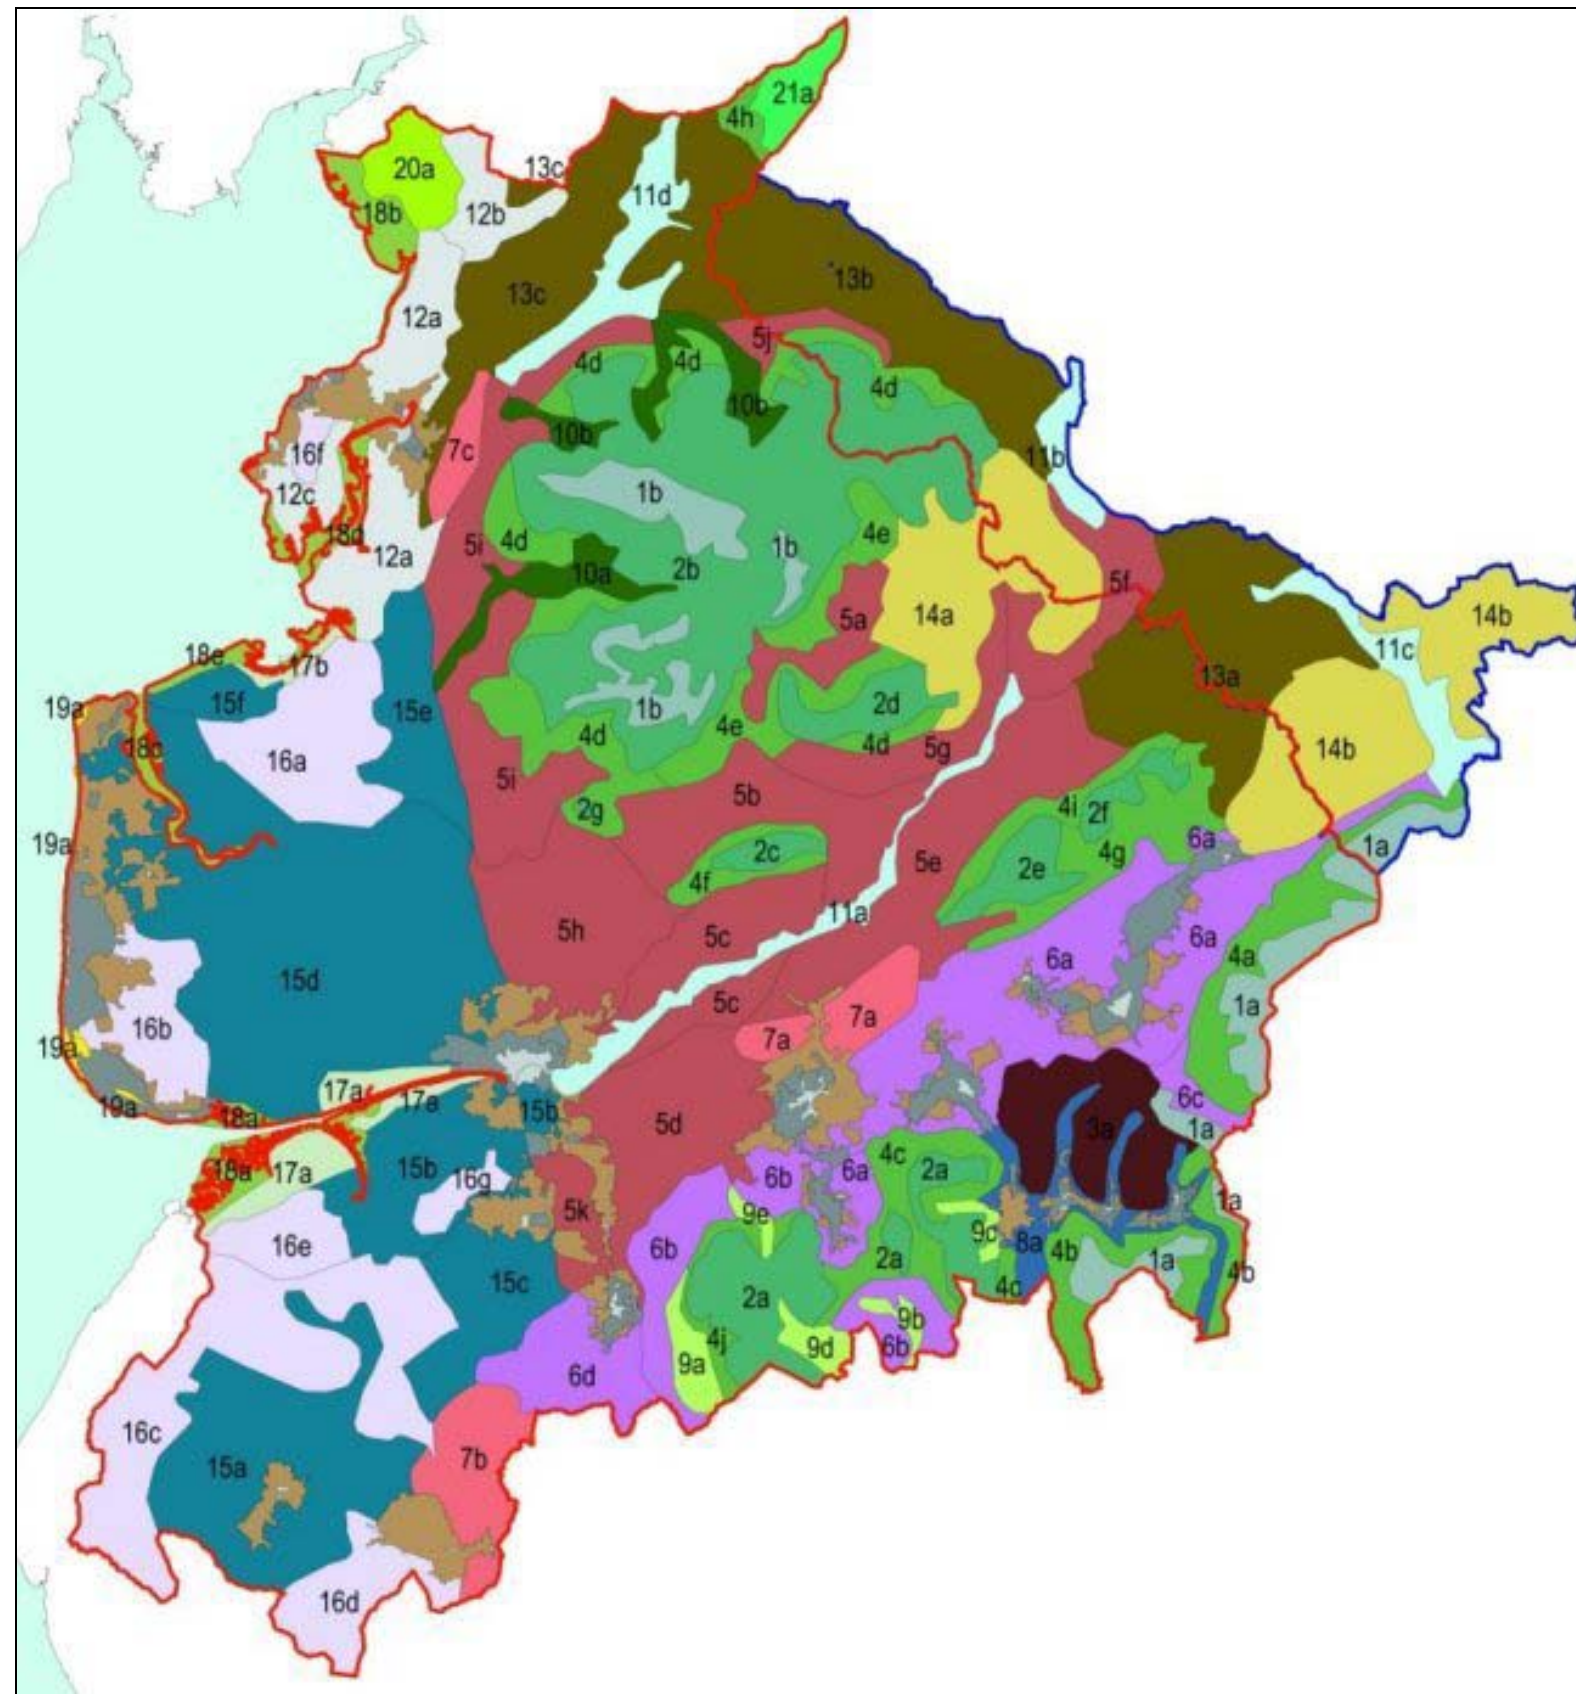 21a
4h
20a
13c
11d
18b
12b
13b
13c
12a
5j
4d
4d
4d
10b
10b
7c
11b
16f
12c
1b
18d
4e
5i
4d
1b
12a
10a
2b
5f
14b
5a
14a
11c
18e
17b
13a
19a
15f
15e
1b
2d
4e
4d
4d
18c
5g
14b
16a
5i
5b
4i
2f
2g
19a
6a
1a
2c
4g
5e
2e
4f
11a
5h
5c
6a
6a
4a
15d
5c
1a
16b
7a
7a
19a
17a
17a
6c
19a
18a
15b
5d
3a
1a
4c
18a
17a
15b
16g
6b
6a
2a
1a
5k
9e
9c
16e
6b
2a
8a
4b
1a
15c
4b
4c
2a
9b
4j
9d
6b
9a
6d
16c
7b
15a
16d